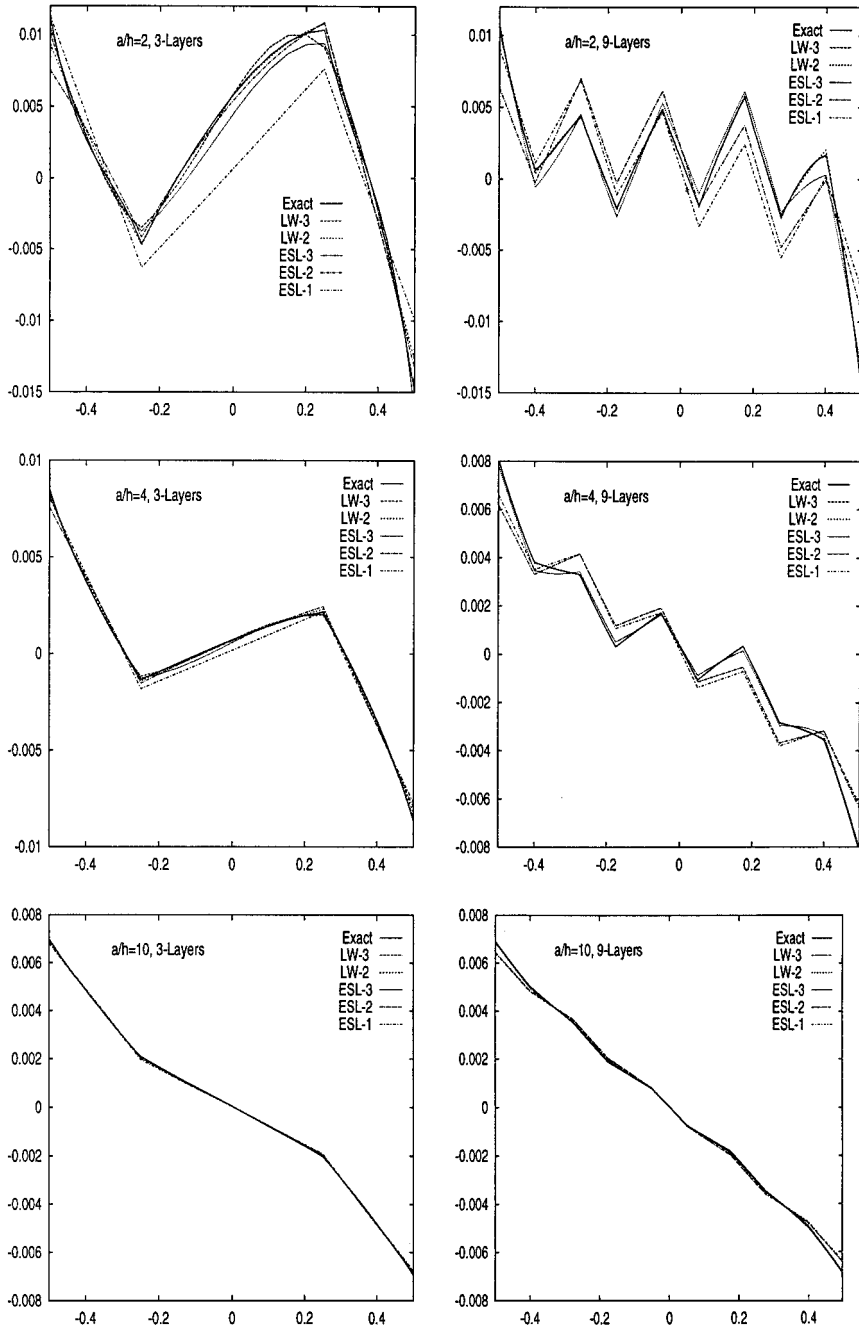 a/h=2, 3-Layers
0.01
0.005
0
-0.005
-0.01
-0.015
-0.4
-0.2
0
0.2
0.4
Exact
LW-3
LW-2
ESL-3
ESL-2
ESL-1
a/h=2, 9-Layers
0.01
0.005
0
-0.005
-0.01
-0.015
-0.4
-0.2
0
0.2
0.4
Exact
LW-3
LW-2
ESL-3
ESL-2
ESL-1
a/h=4, 3-Layers
0.01
0.005
0
-0.005
-0.01
-0.4
-0.2
0
0.2
0.4
Exact
LW-3
LW-2
ESL-3
ESL-2
ESL-1
a/h=4, 9-Layers
0.008
0.006
0.004
0.002
0
-0.002
-0.004
-0.006
-0.008
-0.4
-0.2
0
0.2
0.4
Exact
LW-3
LW-2
ESL-3
ESL-2
ESL-1
a/h=10, 3-Layers
0.008
0.006
0.004
0.002
0
-0.002
-0.004
-0.006
-0.008
-0.4
-0.2
0
0.2
0.4
Exact
LW-3
LW-2
ESL-3
ESL-2
ESL-1
a/h=10, 9-Layers
0.008
0.006
0.004
0.002
0
-0.002
-0.004
-0.006
-0.008
-0.4
-0.2
0
0.2
0.4
Exact
LW-3
LW-2
ESL-3
ESL-2
ESL-1